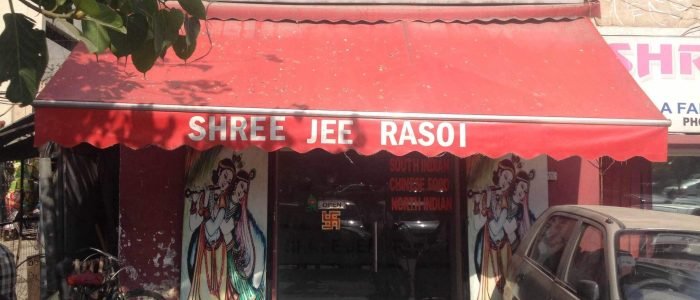 SHREE JEE RASOI
SHR
A FA
PHO
SOUTH INDIAN
CHINESE FOOD
NORTH INDIAN
OPEN